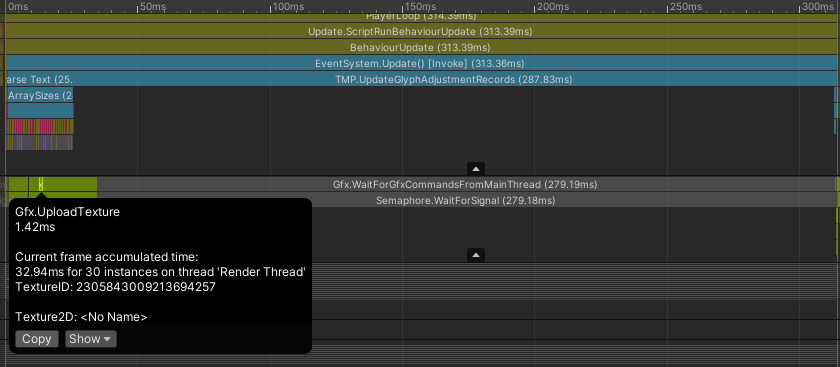 0ms 50ms 100ms 150ms 200ms 250ms 300ms
PlayerLoop (314.39ms)
Update.ScriptRunBehaviourUpdate (313.39ms)
BehaviourUpdate (313.39ms)
EventSystem.Update() [Invoke] (313.36ms)
arse Text (25. TMP.UpdateGlyphAdjustmentRecords (287.83ms)
ArraySizes (2
Gfx.WaitForGfxCommandsFromMainThread (279.19ms)
Semaphore.WaitForSignal (279.18ms)
Gfx.UploadTexture
1.42ms
Current frame accumulated time:
32.94ms for 30 instances on thread 'Render Thread'
TextureID: 2305843009213694257
Texture2D: <No Name>
Copy Show